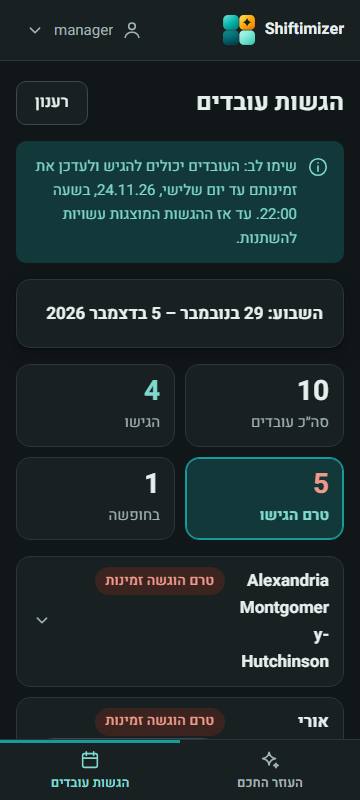 Shiftimizer
manager
הגשות עובדים
רענון
שימו לב: העובדים יכולים להגיש ולעדכן את
זמינותם עד יום שלישי, 24.11.26, בשעה
22:00. עד אז ההגשות המוצגות עשויות
להשתנות.
השבוע: 29 בנובמבר – 5 בדצמבר 2026
10
סה"כ עובדים
4
הגישו
5
טרם הגישו
1
בחופשה
Alexandria
Montgomer
y-
Hutchinson
טרם הוגשה זמינות
אורי
טרם הוגשה זמינות
העוזר החכם
הגשות עובדים